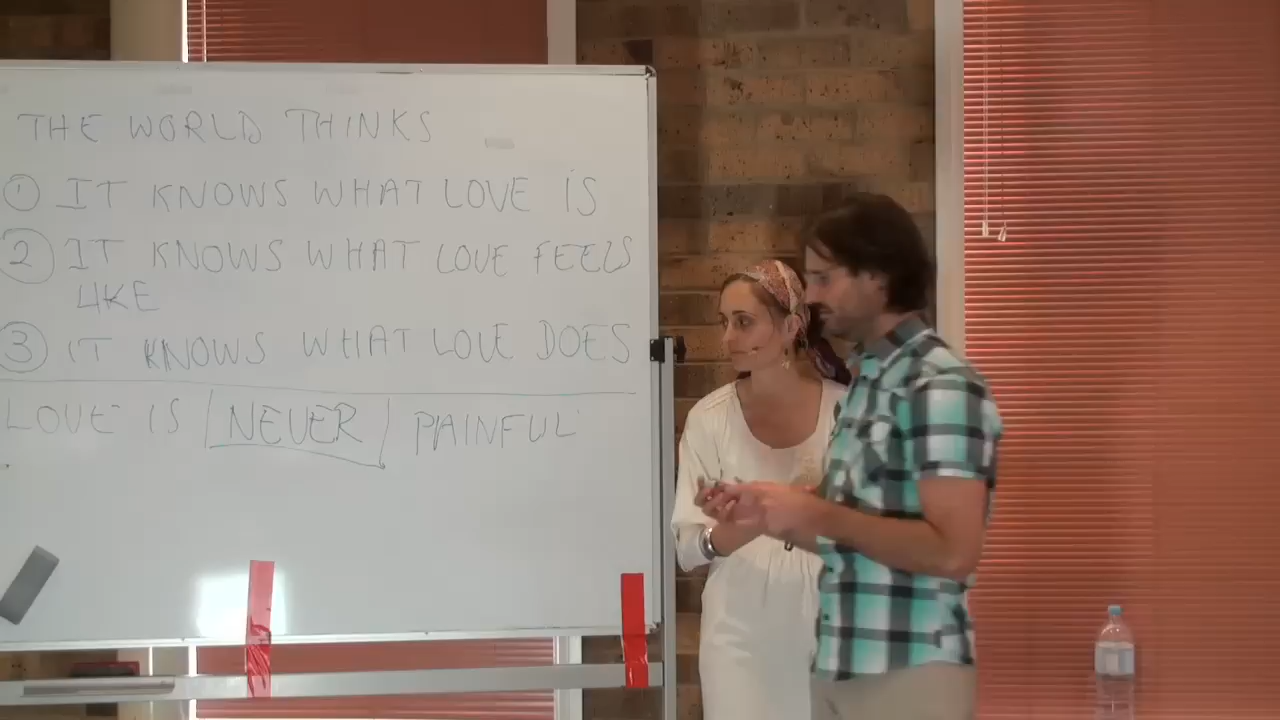 THE WORLD THINKS
① IT KNOWS WHAT LOVE IS
② IT KNOWS WHAT LOVE FEELS
LIKE
③ IT KNOWS WHAT LOVE DOES
LOVE IS NEVER PAINFUL